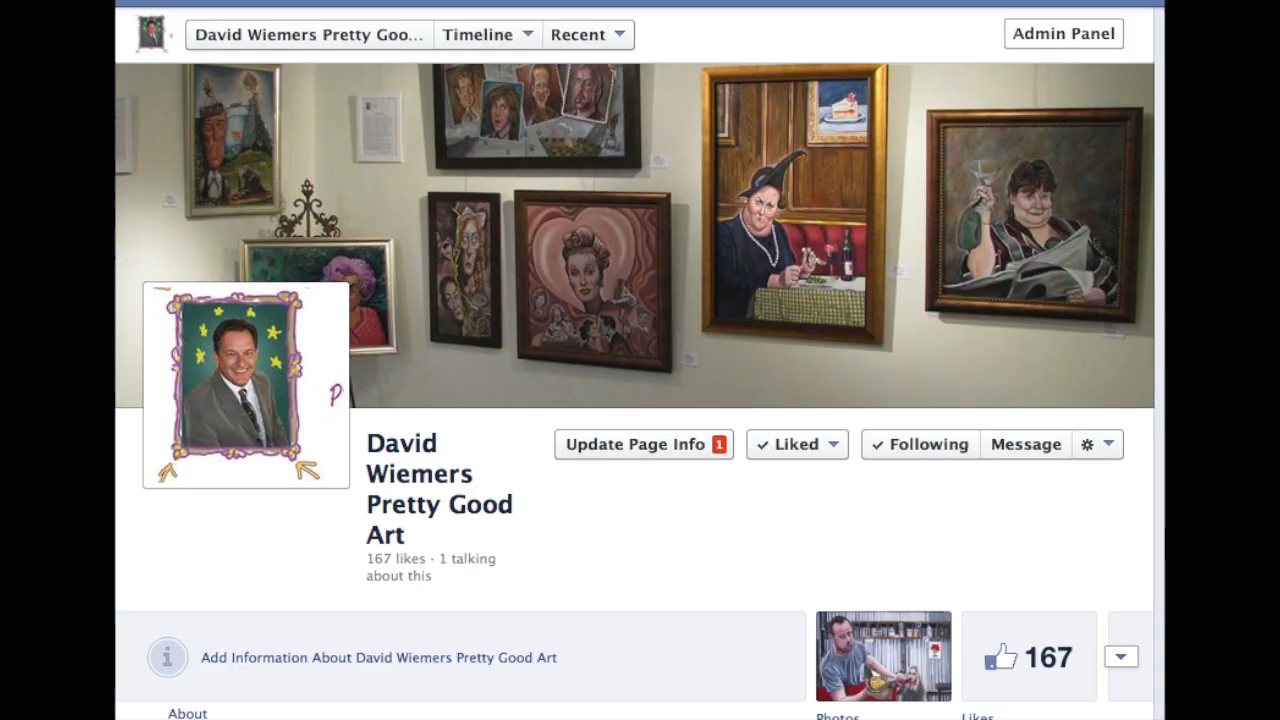 David Wiemers Pretty Goo...
Timeline
Recent
Admin Panel
P
David
Wiemers
Pretty Good
Art
167 likes · 1 talking
about this
Update Page Info 1
✓ Liked
✓ Following
Message
Add Information About David Wiemers Pretty Good Art
167
About
Photos
Likes